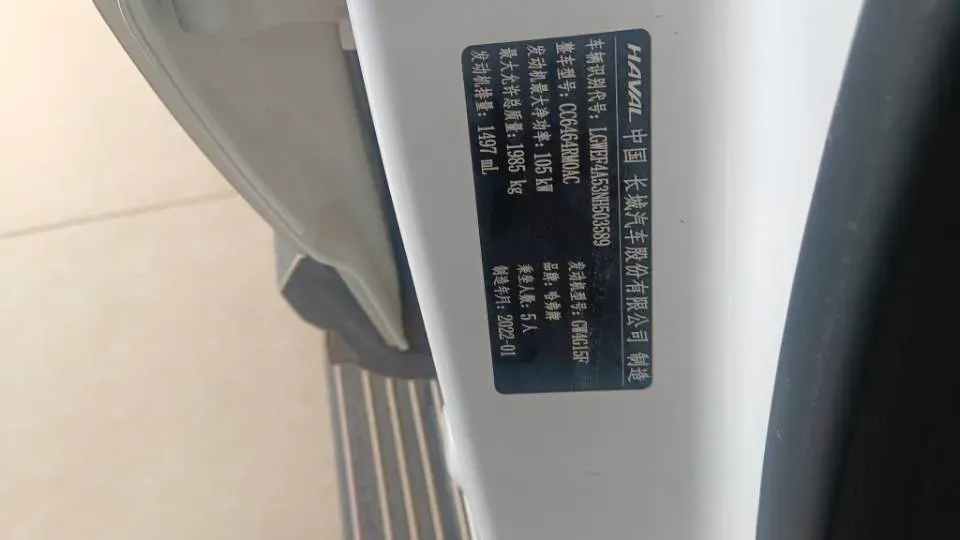 HAVAL 中国 长城汽车股份有限公司 制造
车辆识别代号: LGWEF4A53NH503589
整车型号: CC6464RM0AC 发动机型号: GW4G15F
发动机最大净功率: 105 kW 品牌: 哈弗牌
最大允许总质量: 1985 kg 乘坐人数: 5 人
发动机排量: 1497 mL 制造年月: 2022-01